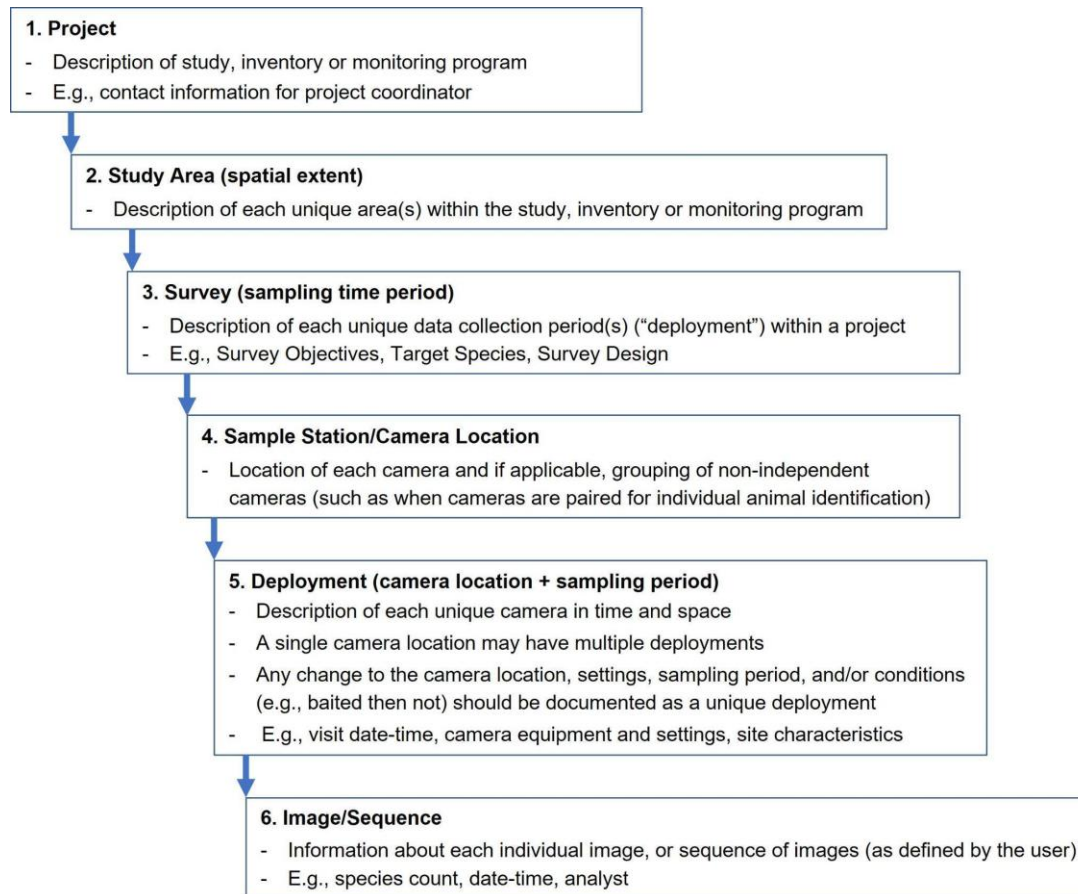 1. Project
- Description of study, inventory or monitoring program
- E.g., contact information for project coordinator
2. Study Area (spatial extent)
- Description of each unique area(s) within the study, inventory or monitoring program
3. Survey (sampling time period)
- Description of each unique data collection period(s) (“deployment”) within a project
- E.g., Survey Objectives, Target Species, Survey Design
4. Sample Station/Camera Location
- Location of each camera and if applicable, grouping of non-independent
cameras (such as when cameras are paired for individual animal identification)
5. Deployment (camera location + sampling period)
- Description of each unique camera in time and space
- A single camera location may have multiple deployments
- Any change to the camera location, settings, sampling period, and/or conditions
(e.g., baited then not) should be documented as a unique deployment
- E.g., visit date-time, camera equipment and settings, site characteristics
6. Image/Sequence
- Information about each individual image, or sequence of images (as defined by the user)
- E.g., species count, date-time, analyst